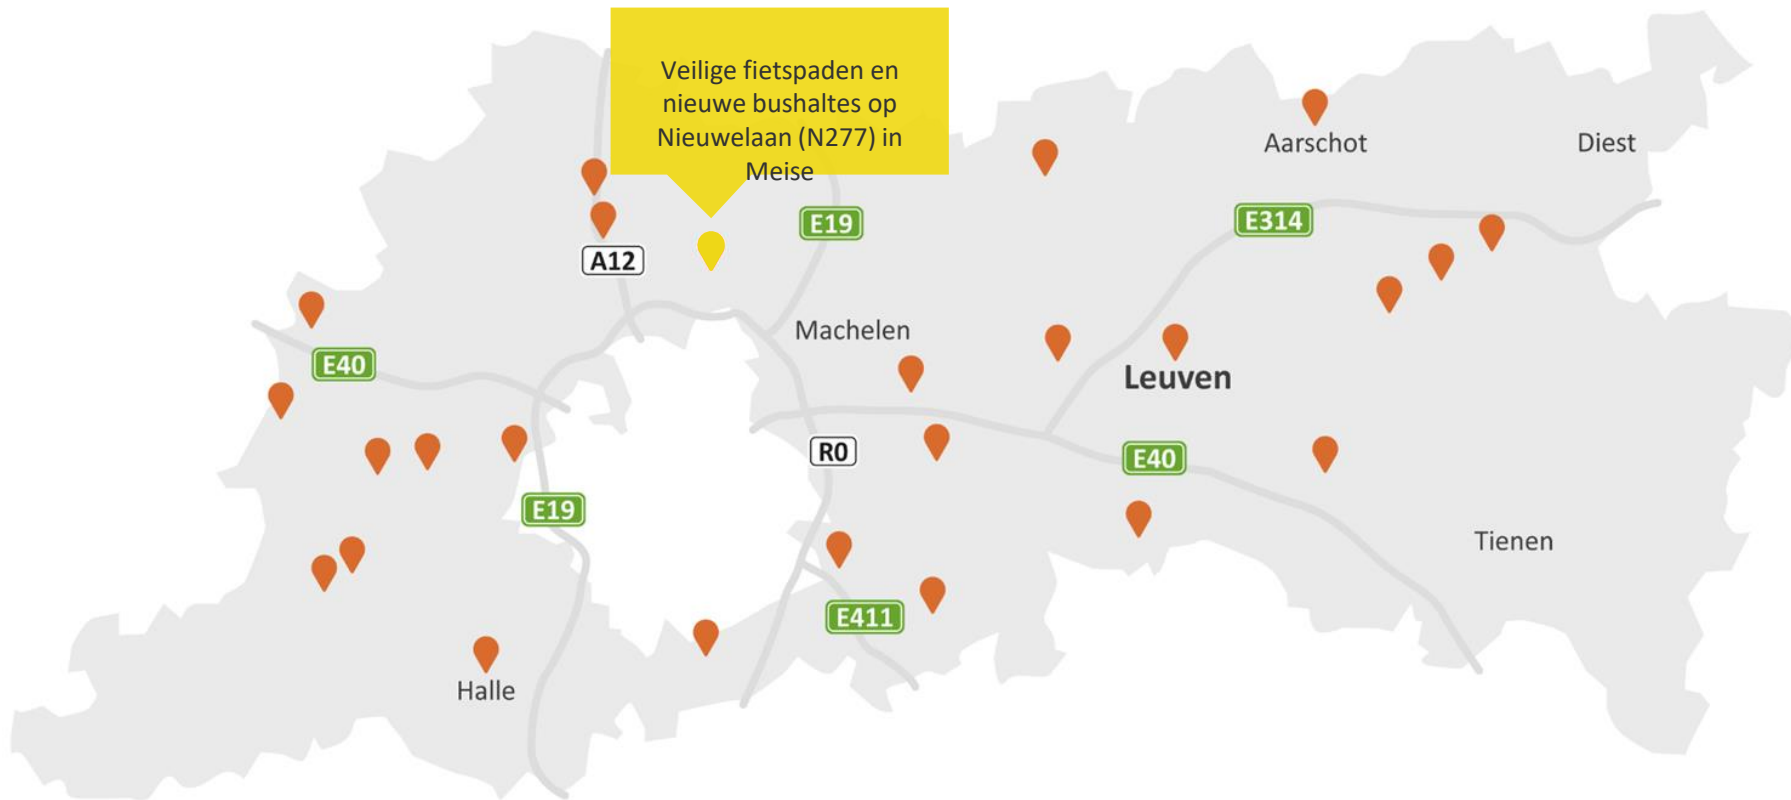 Veilige fietspaden en
nieuwe bushaltes op
Nieuwelaan (N277) in
Meise
Aarschot
Diest
E19
E314
A12
Machelen
E40
Leuven
R0
E40
E19
Tienen
E411
Halle